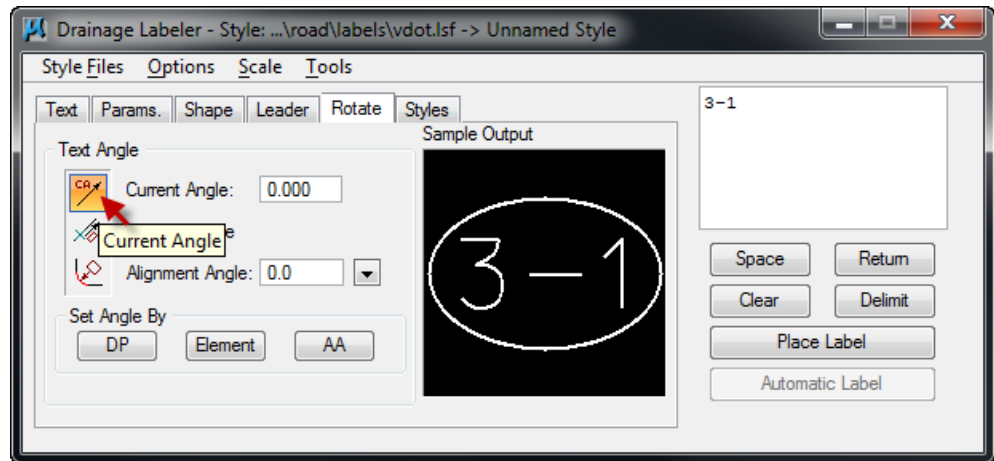 Drainage Labeler - Style: ...\road\labels\vdot.lsf -> Unnamed Style
Style Files Options Scale Tools
Text Params. Shape Leader Rotate Styles
Text Angle
CA
Current Angle: 0.000
Current Angle
Alignment Angle: 0.0
Set Angle By
DP Element AA
Sample Output
3-1
3-1
Space Return
Clear Delimit
Place Label
Automatic Label